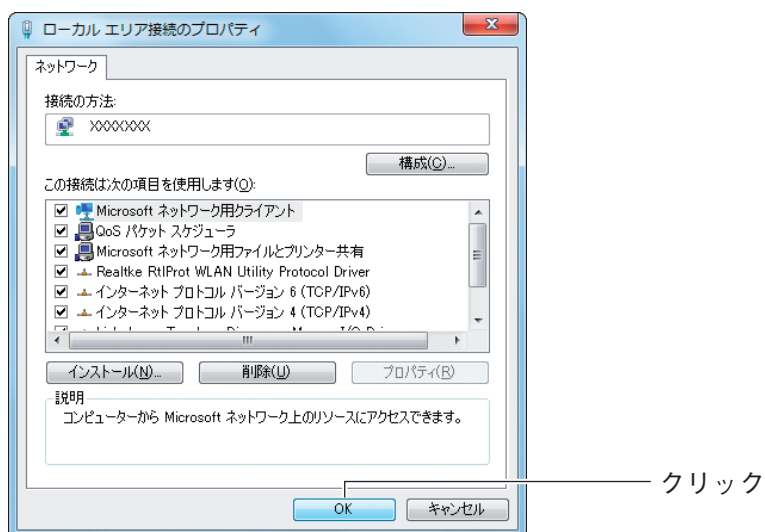 ローカル エリア接続のプロパティ
ネットワーク
接続の方法:
XXXXXXXX
構成(C)...
この接続は次の項目を使用します(O):
Microsoft ネットワーク用クライアント
QoS パケット スケジューラ
Microsoft ネットワーク用ファイルとプリンター共有
Realtke RtlProt WLAN Utility Protocol Driver
インターネット プロトコル バージョン 6 (TCP/IPv6)
インターネット プロトコル バージョン 4 (TCP/IPv4)
インストール(N)...
削除(U)
プロパティ(R)
説明
コンピューターから Microsoft ネットワーク上のリソースにアクセスできます。
クリック
OK
キャンセル